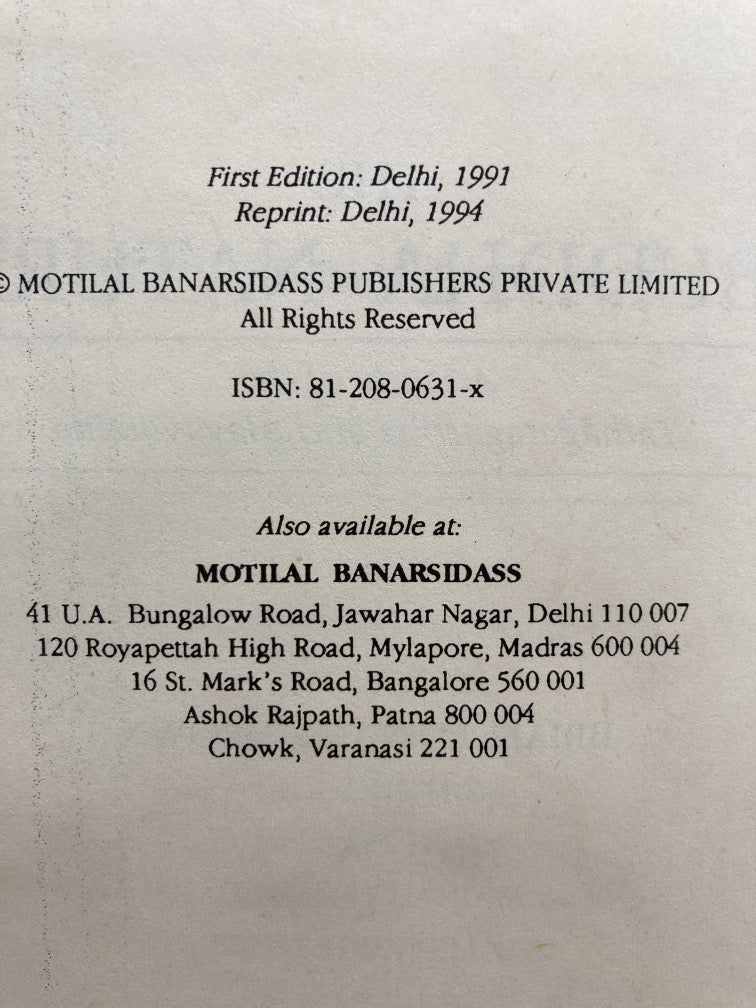 First Edition: Delhi, 1991
Reprint: Delhi, 1994
© MOTILAL BANARSIDASS PUBLISHERS PRIVATE LIMITED
All Rights Reserved
ISBN: 81-208-0631-x
Also available at:
MOTILAL BANARSIDASS
41 U.A. Bungalow Road, Jawahar Nagar, Delhi 110 007
120 Royapettah High Road, Mylapore, Madras 600 004
16 St. Mark's Road, Bangalore 560 001
Ashok Rajpath, Patna 800 004
Chowk, Varanasi 221 001